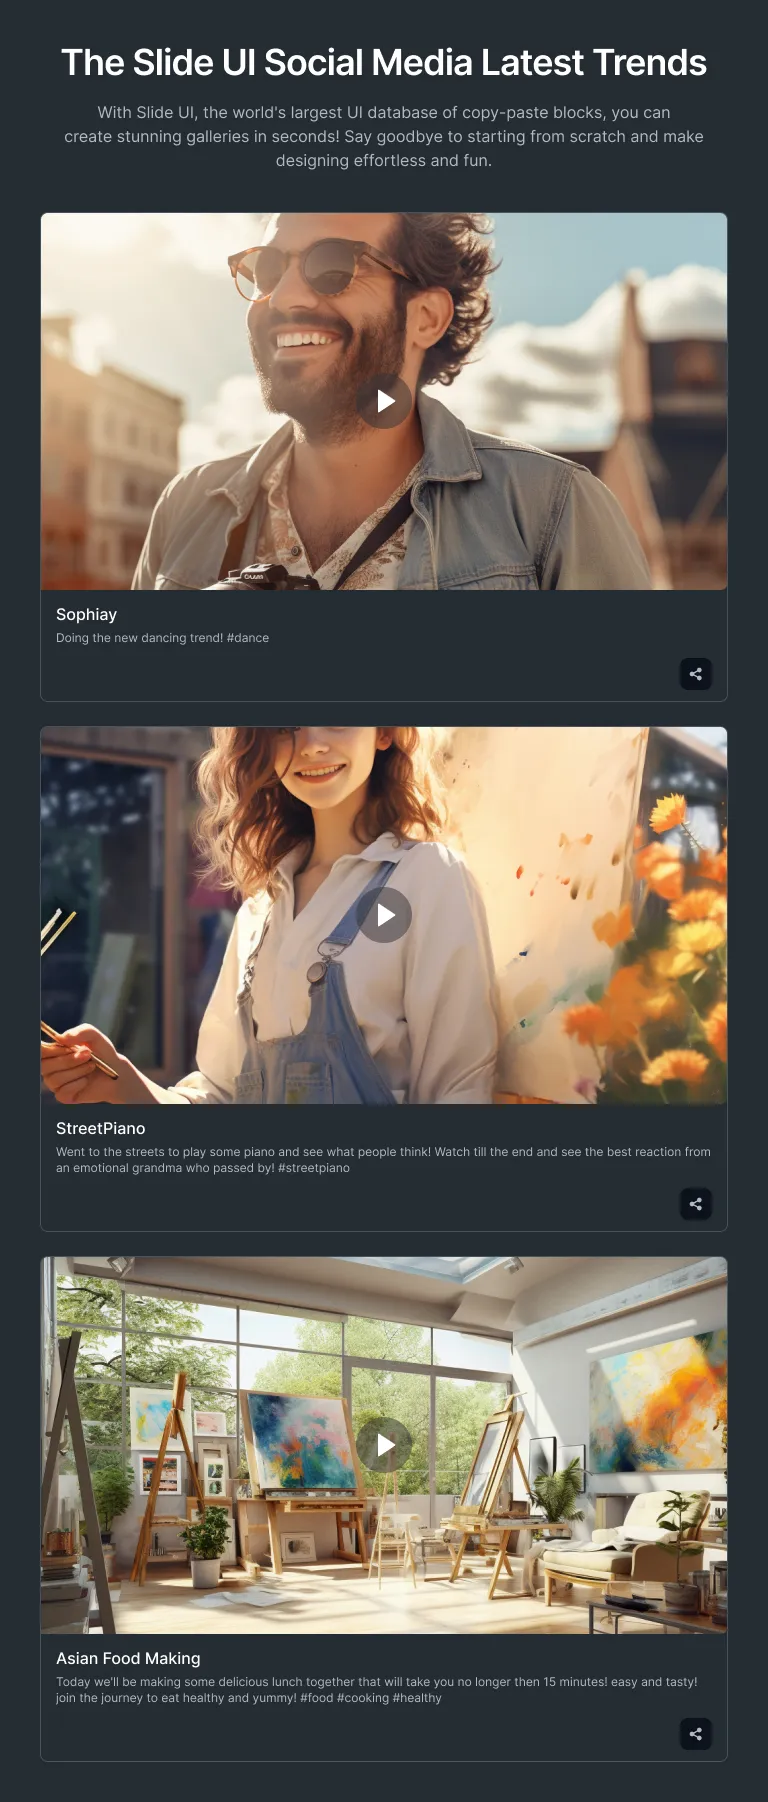 The Slide UI Social Media Latest Trends
With Slide UI, the world's largest UI database of copy-paste blocks, you can
create stunning galleries in seconds! Say goodbye to starting from scratch and make
designing effortless and fun.
Sophiay
Doing the new dancing trend! #dance
StreetPiano
Went to the streets to play some piano and see what people think! Watch till the end and see the best reaction from
an emotional grandma who passed by! #streetpiano
Asian Food Making
Today we'll be making some delicious lunch together that will take you no longer then 15 minutes! easy and tasty!
join the journey to eat healthy and yummy! #food #cooking #healthy